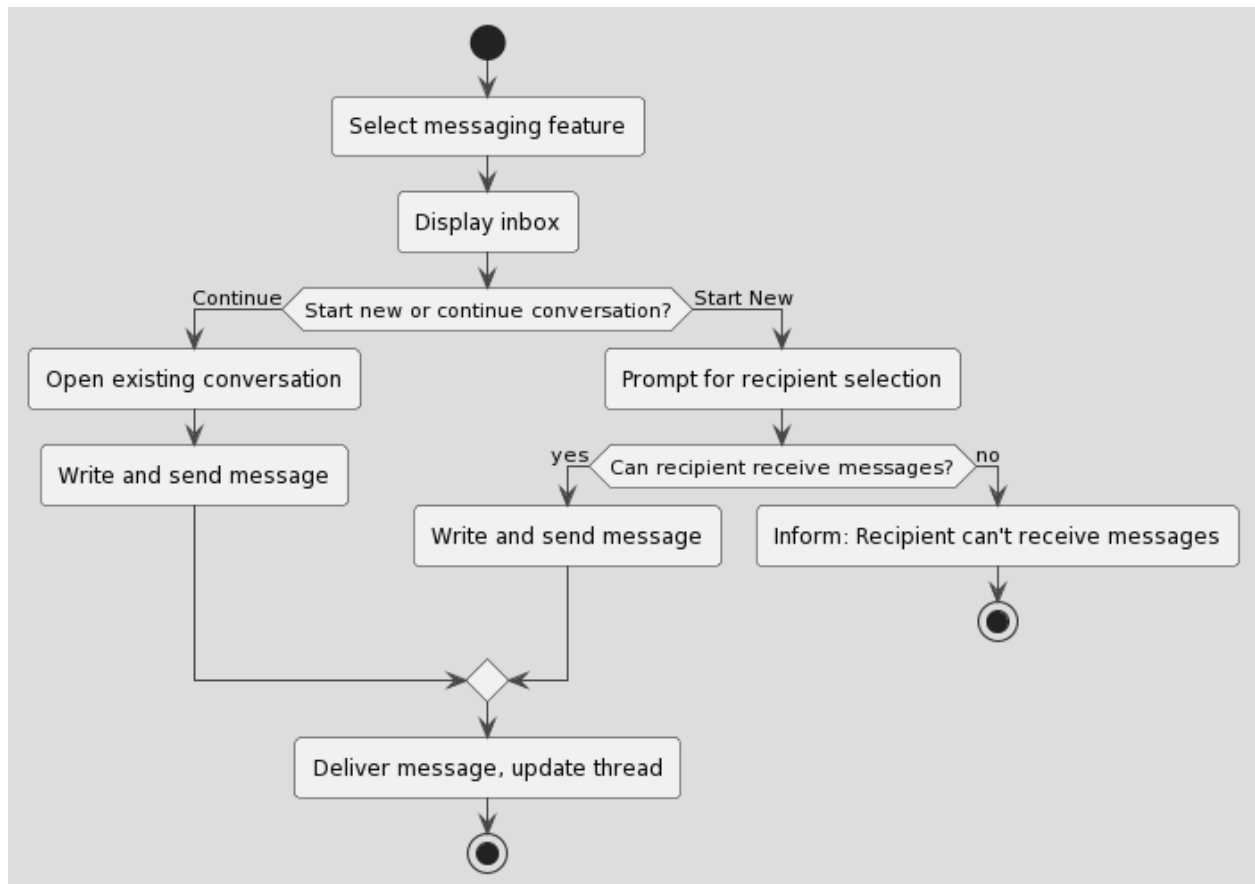 Select messaging feature
Display inbox
Continue
Start new or continue conversation?
Start New
Open existing conversation
Prompt for recipient selection
Write and send message
yes
Can recipient receive messages?
no
Write and send message
Inform: Recipient can't receive messages
Deliver message, update thread